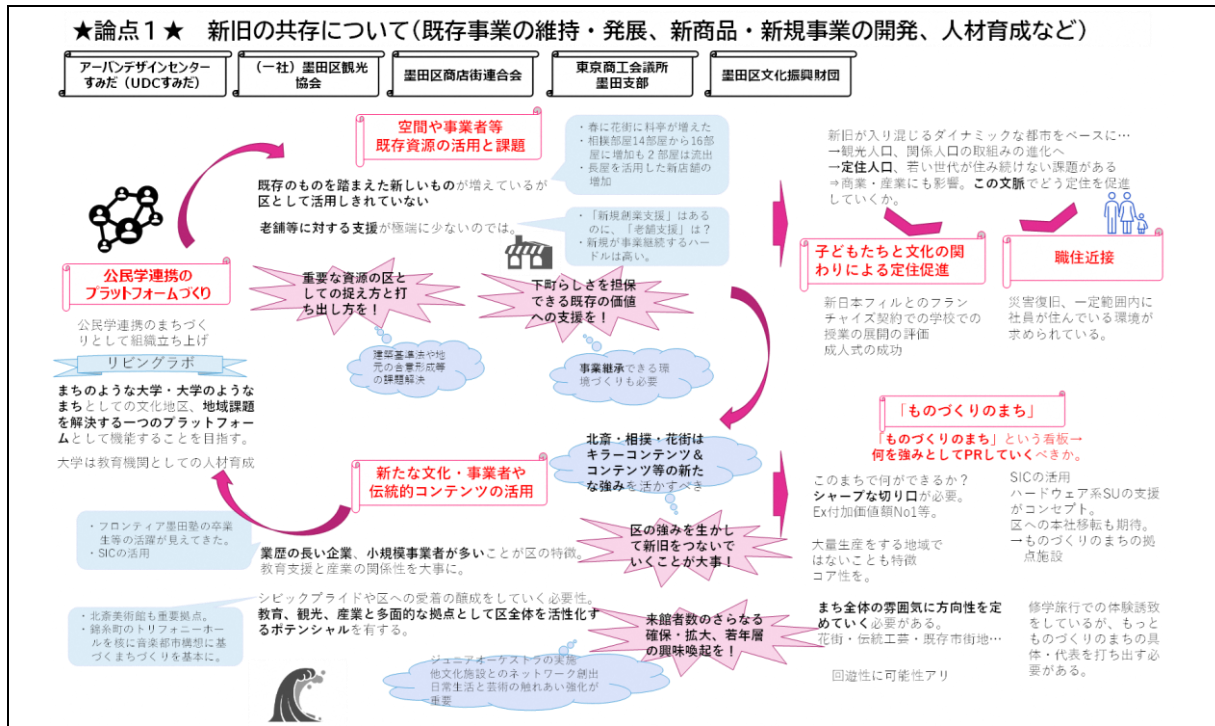 ★論点１★　新旧の共存について(既存事業の維持・発展、新商品・新規事業の開発、人材育成など)
アーバンデザインセンター
すみだ（UDCすみだ）
（一社）墨田区観光
協会
墨田区商店街連合会
東京商工会議所
墨田支部
墨田区文化振興財団
空間や事業者等
既存資源の活用と課題
・春に花街に料亭が増えた
・相撲部屋14部屋から16部
屋に増加も２部屋は流出
・長屋を活用した新店舗の
増加
既存のものを踏まえた新しいものが増えているが
区として活用しきれていない
老舗等に対する支援が極端に少ないのでは。
・「新規創業支援」はある
のに、「老舗支援」は？
・新規が事業継続するハー
ドルは高い。
新旧が入り混じるダイナミックな都市をベースに…
→観光人口、関係人口の取組みの進化へ
→定住人口、若い世代が住み続けない課題がある
⇒商業・産業にも影響。この文脈でどう定住を促進
していくか。
公民学連携の
プラットフォームづくり
公民学連携のまちづく
りとして組織立ち上げ
リビングラボ
まちのような大学・大学のような
まちとしての文化地区、地域課題
を解決する一つのプラットフォー
ムとして機能することを目指す。
大学は教育機関としての人材育成
重要な資源の区と
しての捉え方と打
ち出し方を！
建築基準法や地
元の合意形成等
の課題解決
下町らしさを担保
できる既存の価値
への支援を！
事業継承できる環
境づくりも必要
子どもたちと文化の関
わりによる定住促進
新日本フィルとのフラン
チャイズ契約での学校での
授業の展開の評価
成人式の成功
職住近接
災害復旧、一定範囲内に
社員が住んでいる環境が
求められている。
新たな文化・事業者や
伝統的コンテンツの活用
北斎・相撲・花街は
キラーコンテンツ＆
コンテンツ等の新た
な強みを活かすべき
・フロンティア墨田塾の卒業
生等の活躍が見えてきた。
・SICの活用
業歴の長い企業、小規模事業者が多いことが区の特徴。
教育支援と産業の関係性を大事に。
区の強みを生かし
て新旧をつないで
いくことが大事！
・北斎美術館も重要拠点。
・錦糸町のトリフォニーホー
ルを核に音楽都市構想に基
づくまちづくりを基本に。
シビックプライドや区への愛着の醸成をしていく必要性。
教育、観光、産業と多面的な拠点として区全体を活性化す
るポテンシャルを有する。
ジュニアオーケストラの実施
他文化施設とのネットワーク創出
日常生活と芸術の触れあい強化が
重要
来館者数のさらなる
確保・拡大、若年層
の興味喚起を！
「ものづくりのまち」
「ものづくりのまち」という看板→
何を強みとしてPRしていくべきか。
このまちで何ができるか？
シャープな切り口が必要。
Ex付加価値額No1等。
大量生産をする地域で
はないことも特徴
コア性を。
SICの活用
ハードウェア系SUの支援
がコンセプト。
区への本社移転も期待。
→ものづくりのまちの拠
点施設
まち全体の雰囲気に方向性を定
めていく必要がある。
花街・伝統工芸・既存市街地…
回遊性に可能性アリ
修学旅行での体験誘致
をしているが、もっと
ものづくりのまちの具
体・代表を打ち出す必
要がある。